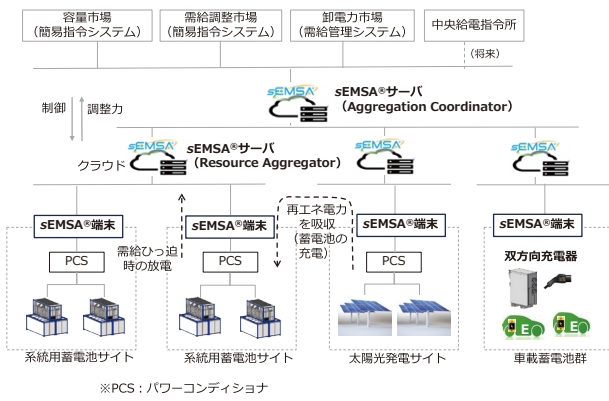 容量市場
（簡易指令システム）
需給調整市場
（簡易指令システム）
卸電力市場
（需給管理システム）
中央給電指令所
（将来）
sEMSA
sEMSA®サーバ
（Aggregation Coordinator）
制御
調整力
クラウド
sEMSA
sEMSA®サーバ
（Resource Aggregator）
sEMSA
sEMSA
sEMSA®端末
sEMSA®端末
sEMSA®端末
sEMSA®端末
需給ひっ迫
時の放電
再エネ電力
を吸収
（蓄電池の
充電）
PCS
PCS
PCS
双方向充電器
E
E
系統用蓄電池サイト
系統用蓄電池サイト
太陽光発電サイト
車載蓄電池群
※PCS：パワーコンディショナ